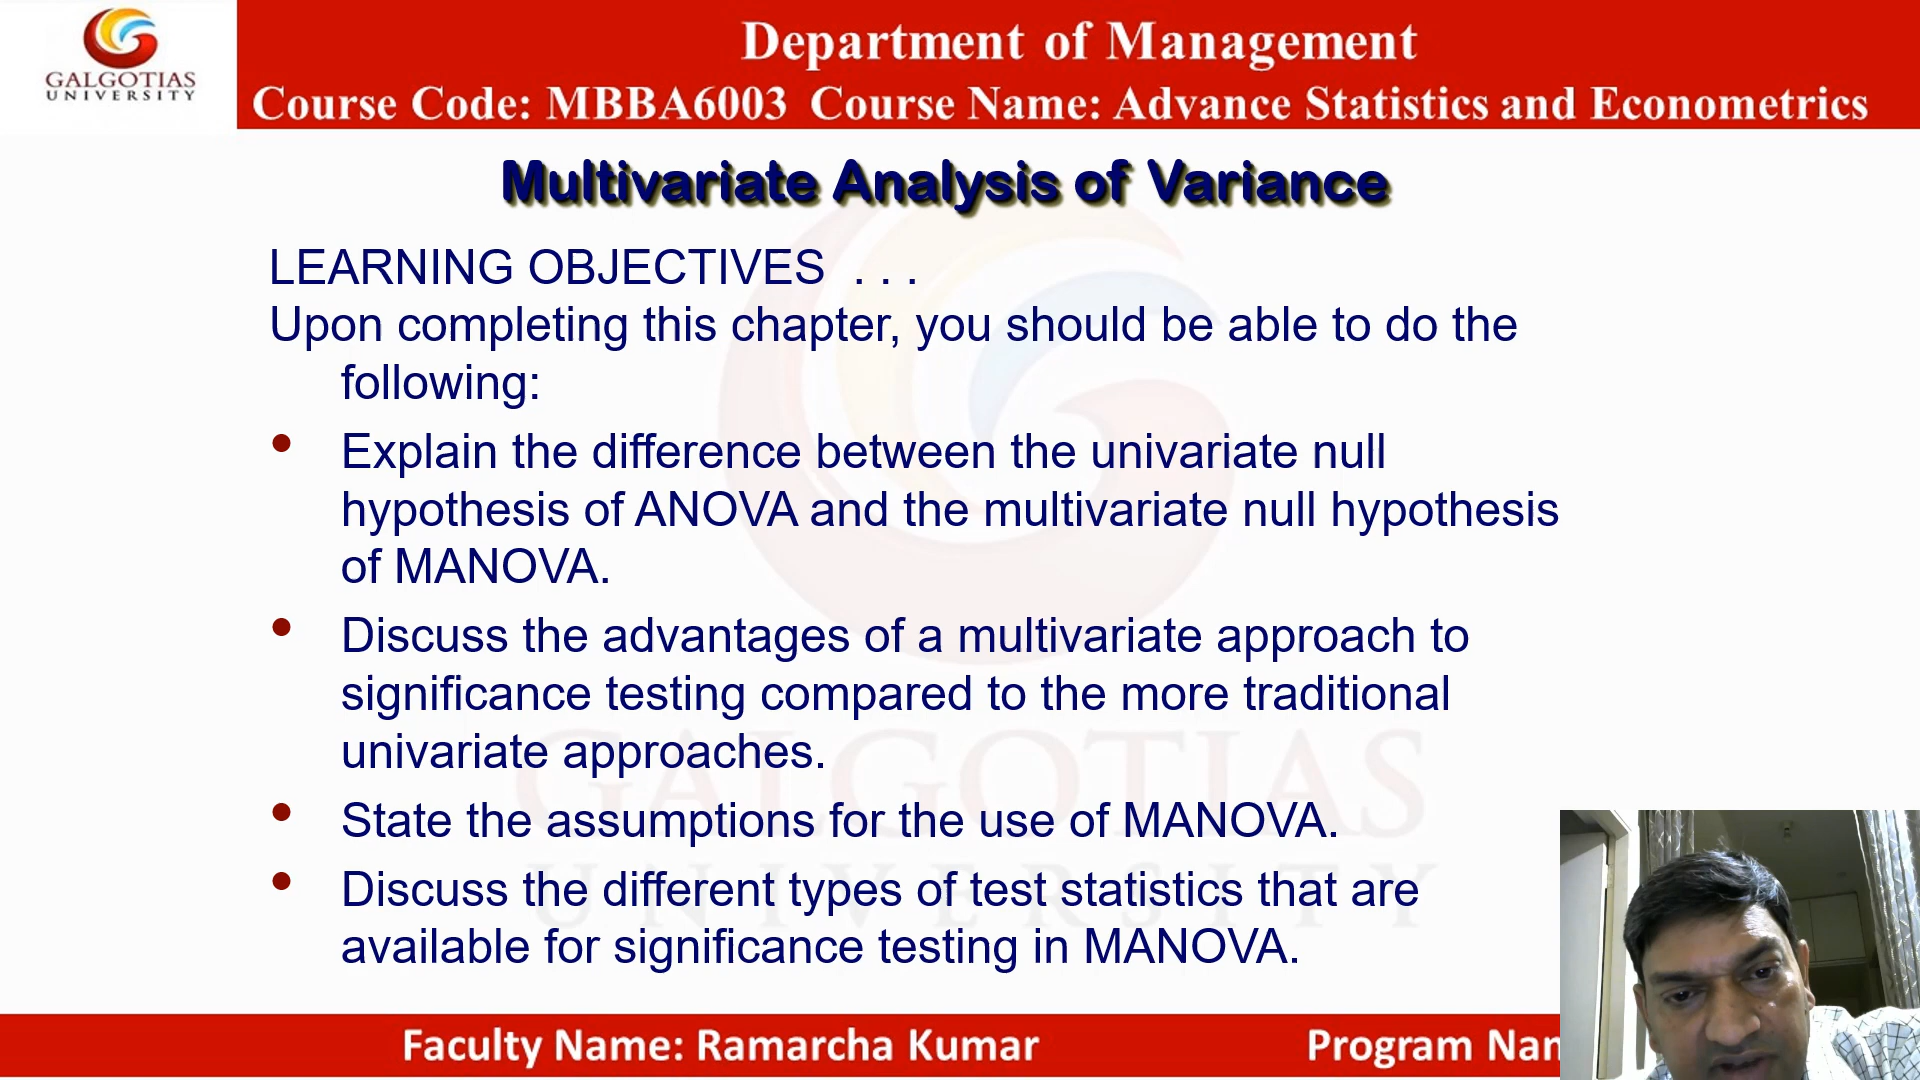 GALGOTIAS
UNIVERSITY
Department of Management
Course Code: MBBA6003 Course Name: Advance Statistics and Econometrics
Multivariate Analysis of Variance
LEARNING OBJECTIVES . . .
Upon completing this chapter, you should be able to do the
following:
• Explain the difference between the univariate null
hypothesis of ANOVA and the multivariate null hypothesis
of MANOVA.
• Discuss the advantages of a multivariate approach to
significance testing compared to the more traditional
univariate approaches.
• State the assumptions for the use of MANOVA.
• Discuss the different types of test statistics that are
available for significance testing in MANOVA.
GALGOTIAS
UNIVERSITY
Faculty Name: Ramarcha Kumar
Program